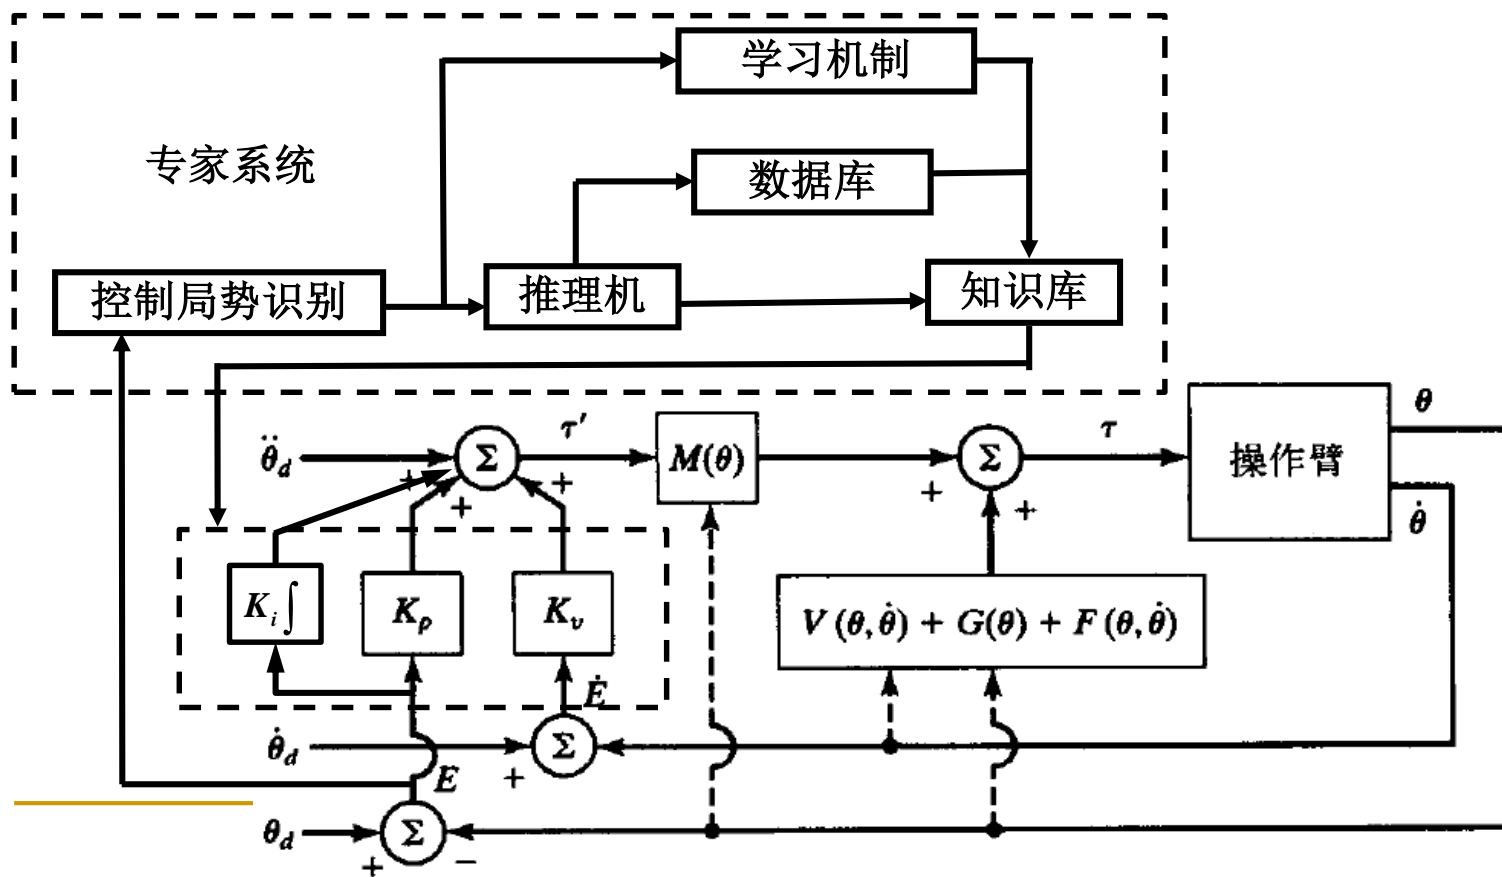 学习机制
专家系统
数据库
控制局势识别
推理机
知识库
θ̈d
Σ
τ′
M(θ)
Σ
τ
操作臂
θ
θ̇
+
+
+
+
+
Ki∫
Kp
Kv
V(θ,θ̇) + G(θ) + F(θ,θ̇)
Ė
θ̇d
Σ
+
E
θd
Σ
+
−